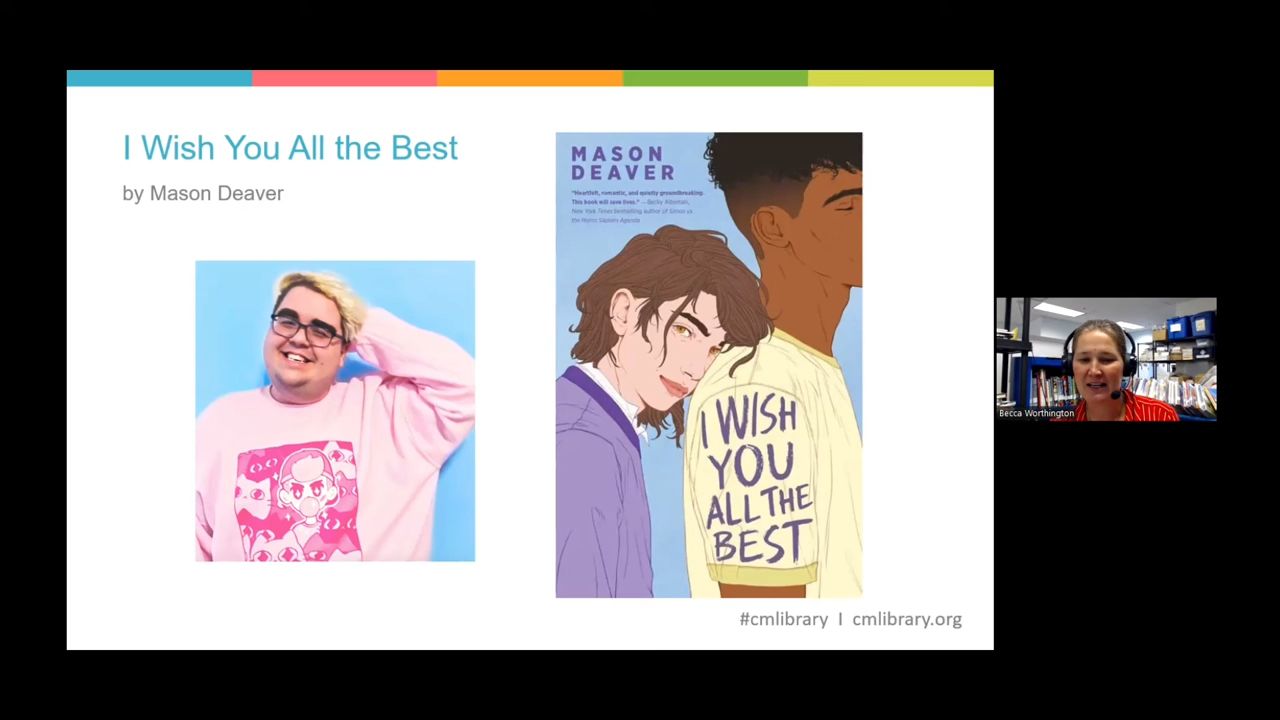 I Wish You All the Best
by Mason Deaver
MASON
DEAVER
"Heartfelt, romantic, and quietly groundbreaking.
This book will save lives." —Becky Albertalli,
New York Times bestselling author of Simon vs.
the Homo Sapiens Agenda
I WISH
YOU
ALL THE
BEST
#cmlibrary I cmlibrary.org
Becca Worthington